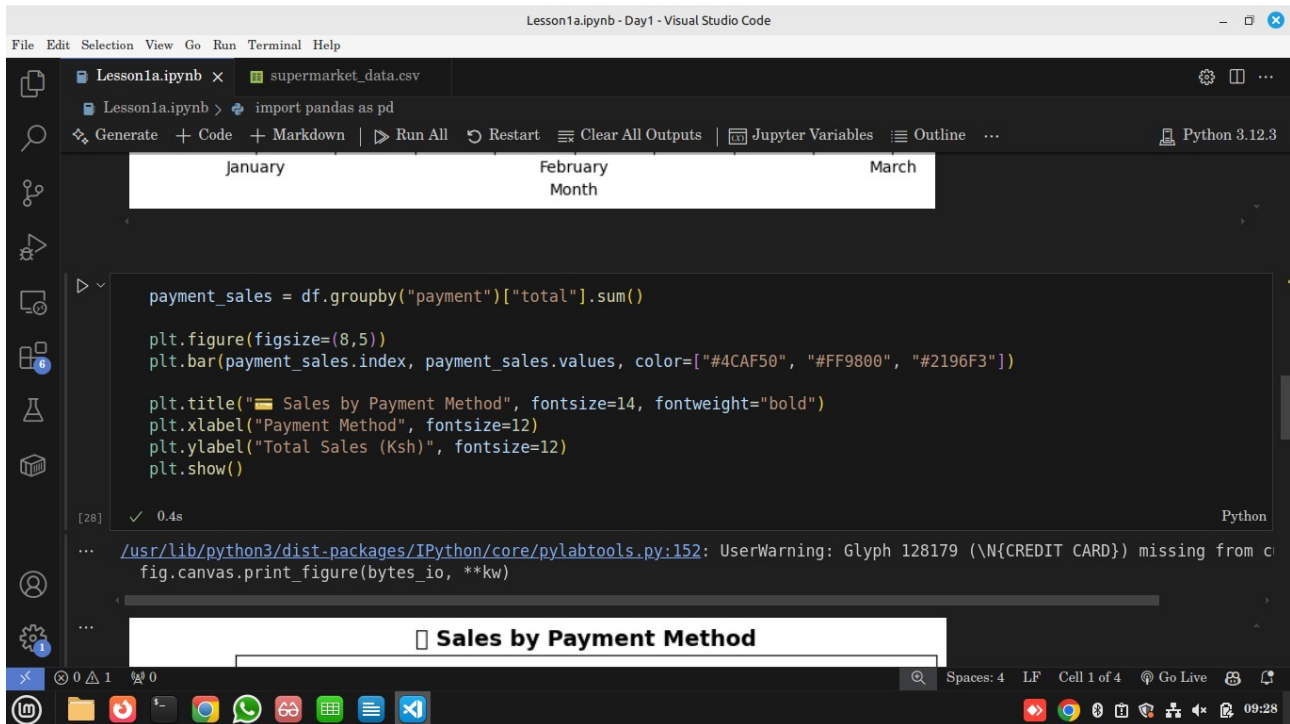 Lesson1a.ipynb - Day1 - Visual Studio Code
File Edit Selection View Go Run Terminal Help
Lesson1a.ipynb × supermarket_data.csv
Lesson1a.ipynb > import pandas as pd
Generate + Code + Markdown | Run All Restart Clear All Outputs | Jupyter Variables Outline ... Python 3.12.3
January February March
Month
payment_sales = df.groupby("payment")["total"].sum()
plt.figure(figsize=(8,5))
plt.bar(payment_sales.index, payment_sales.values, color=["#4CAF50", "#FF9800", "#2196F3"])
plt.title("💳 Sales by Payment Method", fontsize=14, fontweight="bold")
plt.xlabel("Payment Method", fontsize=12)
plt.ylabel("Total Sales (Ksh)", fontsize=12)
plt.show()
[28] ✓ 0.4s Python
... /usr/lib/python3/dist-packages/IPython/core/pylabtools.py:152: UserWarning: Glyph 128179 (\N{CREDIT CARD}) missing from
fig.canvas.print_figure(bytes_io, **kw)
...
▯ Sales by Payment Method
6
1
0 1 0 Spaces: 4 LF Cell 1 of 4 Go Live
09:28